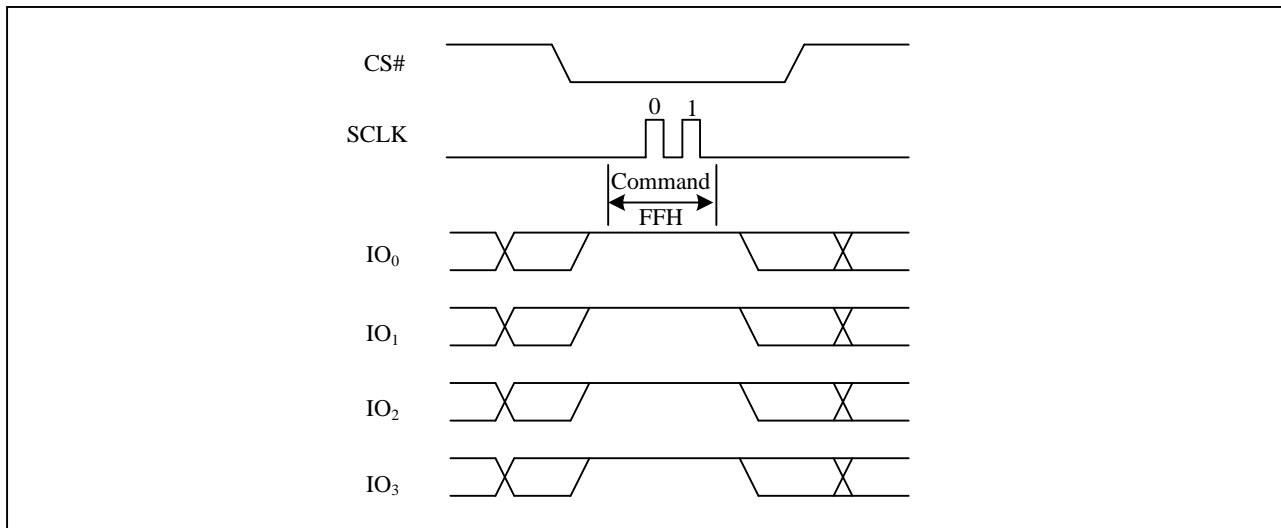 CS#
0 1
SCLK
Command
FFH
IO₀
IO₁
IO₂
IO₃